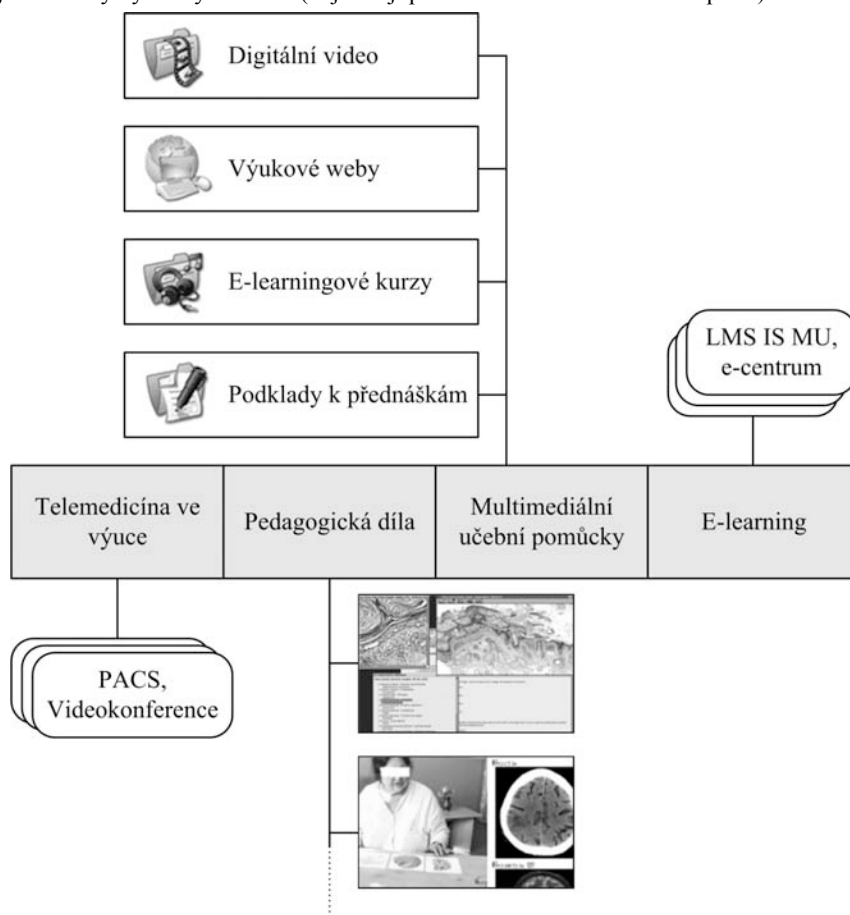 Digitální video
Výukové weby
E-learningové kurzy
Podklady k přednáškám
LMS IS MU,
e-centrum
Telemedicína ve
výuce
Pedagogická díla
Multimediální
učební pomůcky
E-learning
PACS,
Videokonference